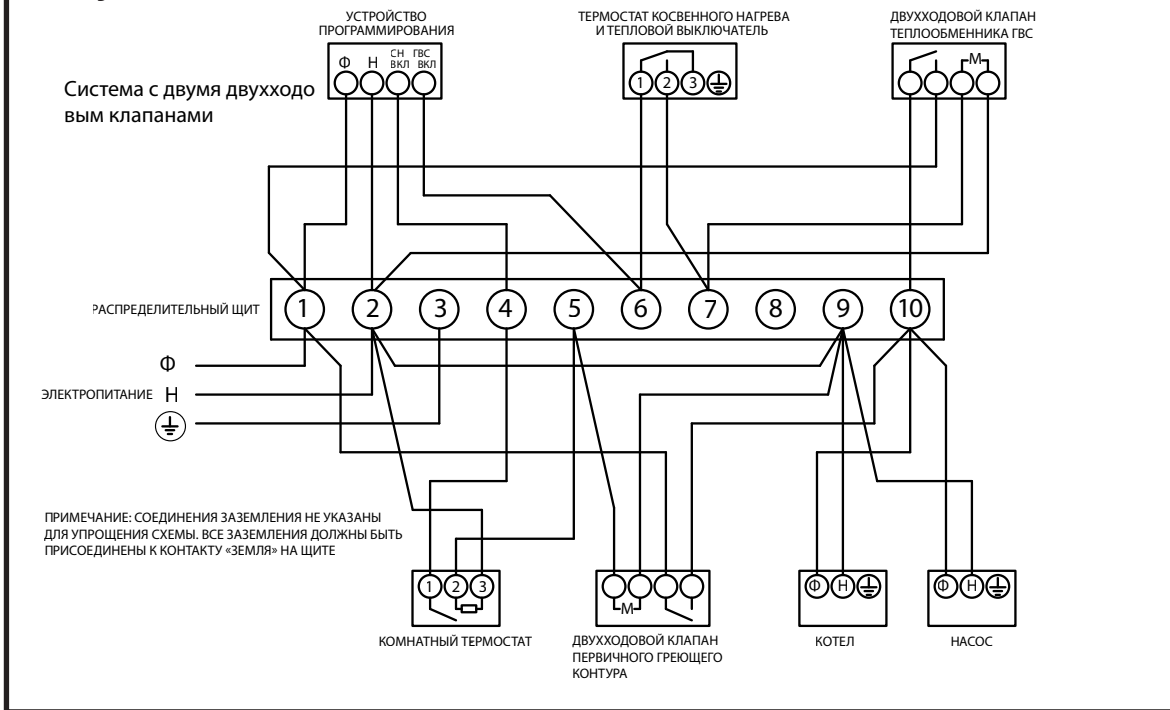 УСТРОЙСТВО
ПРОГРАММИРОВАНИЯ
ТЕРМОСТАТ КОСВЕННОГО НАГРЕВА
И ТЕПЛОВОЙ ВЫКЛЮЧАТЕЛЬ
ДВУХХОДОВОЙ КЛАПАН
ТЕПЛООБМЕННИКА ГВС
Ф Н СН ВКЛ ГВС ВКЛ
1 2 3
М
Система с двумя двухходо
вым клапанами
РАСПРЕДЕЛИТЕЛЬНЫЙ ЩИТ
1 2 3 4 5 6 7 8 9 10
Ф
ЭЛЕКТРОПИТАНИЕ Н
ПРИМЕЧАНИЕ: СОЕДИНЕНИЯ ЗАЗЕМЛЕНИЯ НЕ УКАЗАНЫ
ДЛЯ УПРОЩЕНИЯ СХЕМЫ. ВСЕ ЗАЗЕМЛЕНИЯ ДОЛЖНЫ БЫТЬ
ПРИСОЕДИНЕНЫ К КОНТАКТУ «ЗЕМЛЯ» НА ЩИТЕ
1 2 3
М
Ф Н
Ф Н
КОМНАТНЫЙ ТЕРМОСТАТ
ДВУХХОДОВОЙ КЛАПАН
ПЕРВИЧНОГО ГРЕЮЩЕГО
КОНТУРА
КОТЕЛ
НАСОС